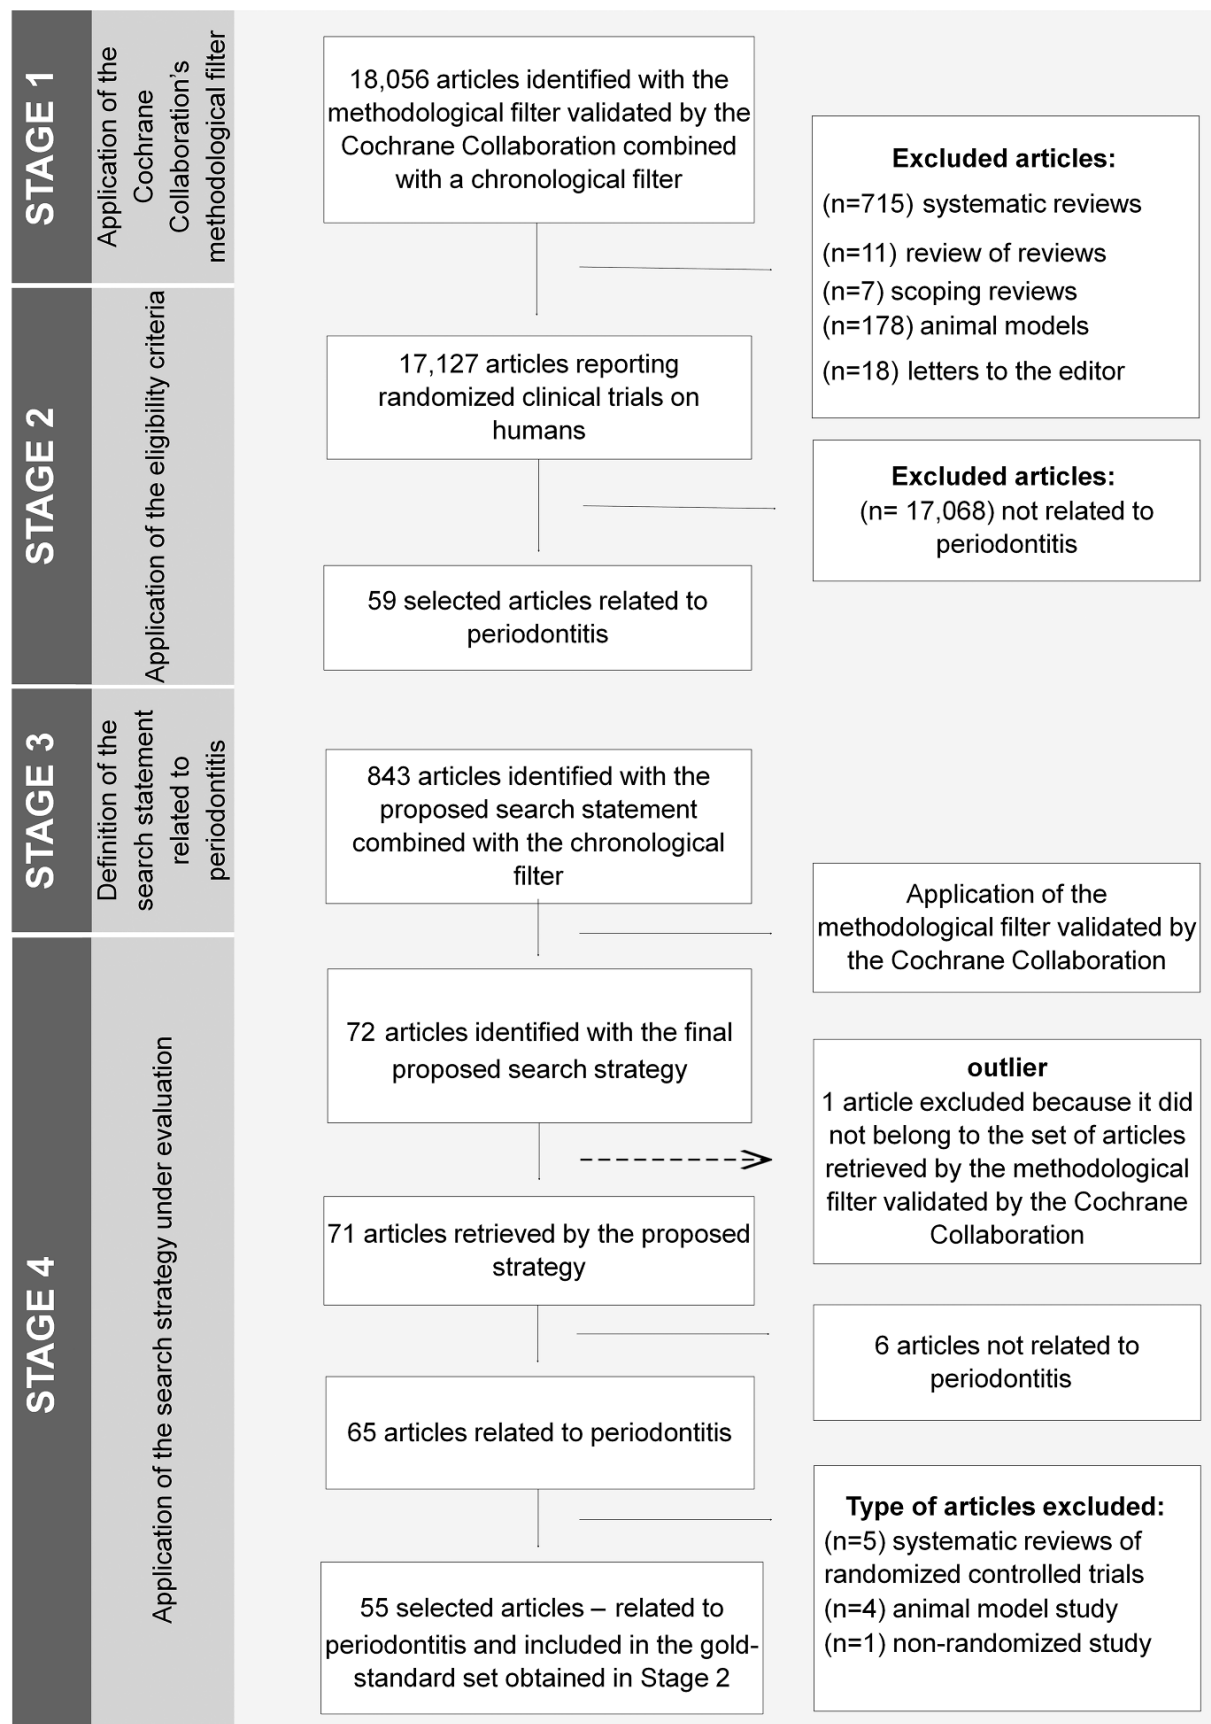 STAGE 1
Application of the
Cochrane
Collaboration's
methodological filter
18,056 articles identified with the
methodological filter validated by the
Cochrane Collaboration combined
with a chronological filter
Excluded articles:
(n=715) systematic reviews
(n=11) review of reviews
(n=7) scoping reviews
(n=178) animal models
(n=18) letters to the editor
STAGE 2
Application of the eligibility criteria
17,127 articles reporting
randomized clinical trials on
humans
Excluded articles:
(n= 17,068) not related to
periodontitis
59 selected articles related to
periodontitis
STAGE 3
Definition of the
search statement
related to
periodontitis
843 articles identified with the
proposed search statement
combined with the chronological
filter
Application of the
methodological filter validated by
the Cochrane Collaboration
STAGE 4
Application of the search strategy under evaluation
72 articles identified with the final
proposed search strategy
outlier
1 article excluded because it did
not belong to the set of articles
retrieved by the methodological
filter validated by the Cochrane
Collaboration
71 articles retrieved by the proposed
strategy
6 articles not related to
periodontitis
65 articles related to periodontitis
Type of articles excluded:
(n=5) systematic reviews of
randomized controlled trials
(n=4) animal model study
(n=1) non-randomized study
55 selected articles – related to
periodontitis and included in the gold-
standard set obtained in Stage 2